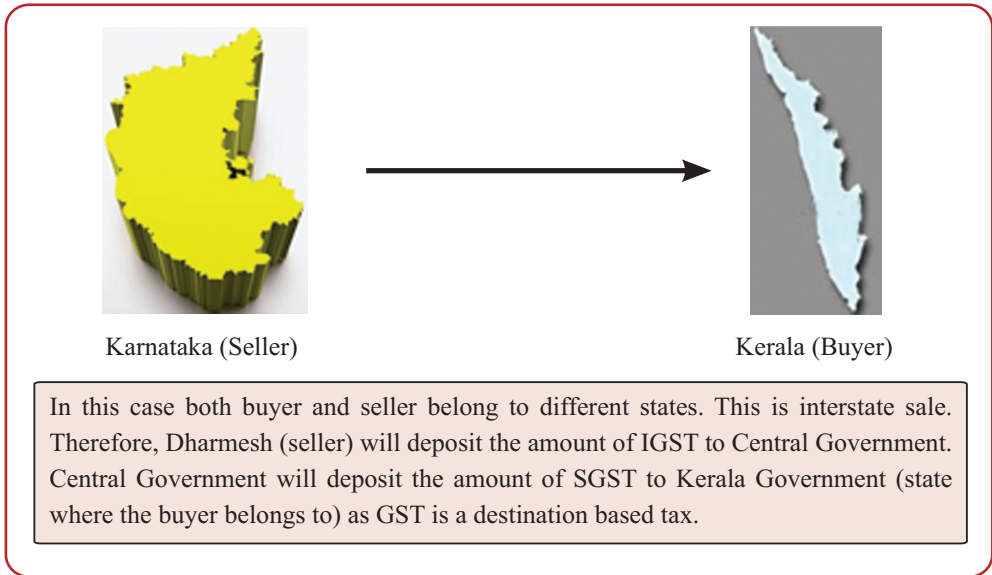 Karnataka (Seller)
Kerala (Buyer)
In this case both buyer and seller belong to different states. This is interstate sale.
Therefore, Dharmesh (seller) will deposit the amount of IGST to Central Government.
Central Government will deposit the amount of SGST to Kerala Government (state
where the buyer belongs to) as GST is a destination based tax.